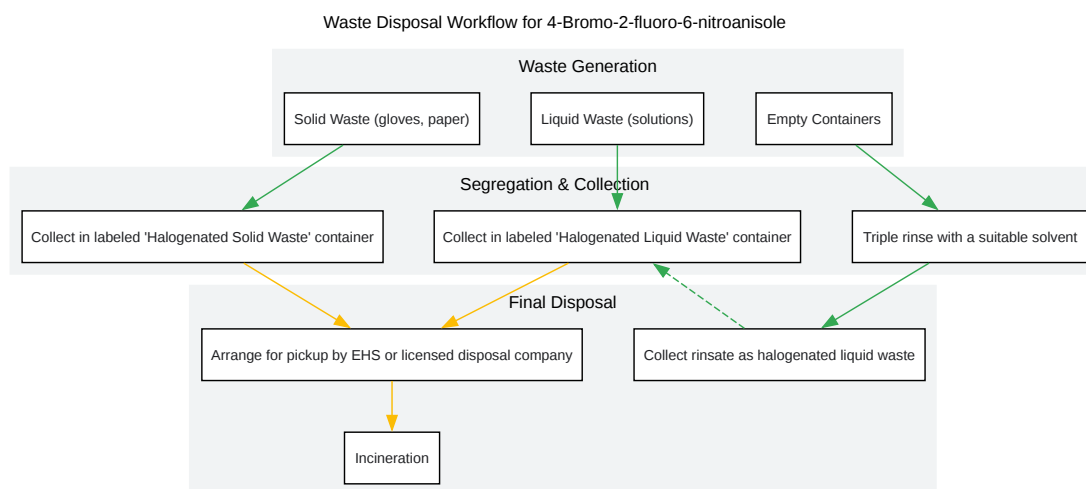 Waste Disposal Workflow for 4-Bromo-2-fluoro-6-nitroanisole
Waste Generation
Solid Waste (gloves, paper)
Liquid Waste (solutions)
Empty Containers
Segregation & Collection
Collect in labeled 'Halogenated Solid Waste' container
Collect in labeled 'Halogenated Liquid Waste' container
Triple rinse with a suitable solvent
Final Disposal
Arrange for pickup by EHS or licensed disposal company
Collect rinsate as halogenated liquid waste
Incineration